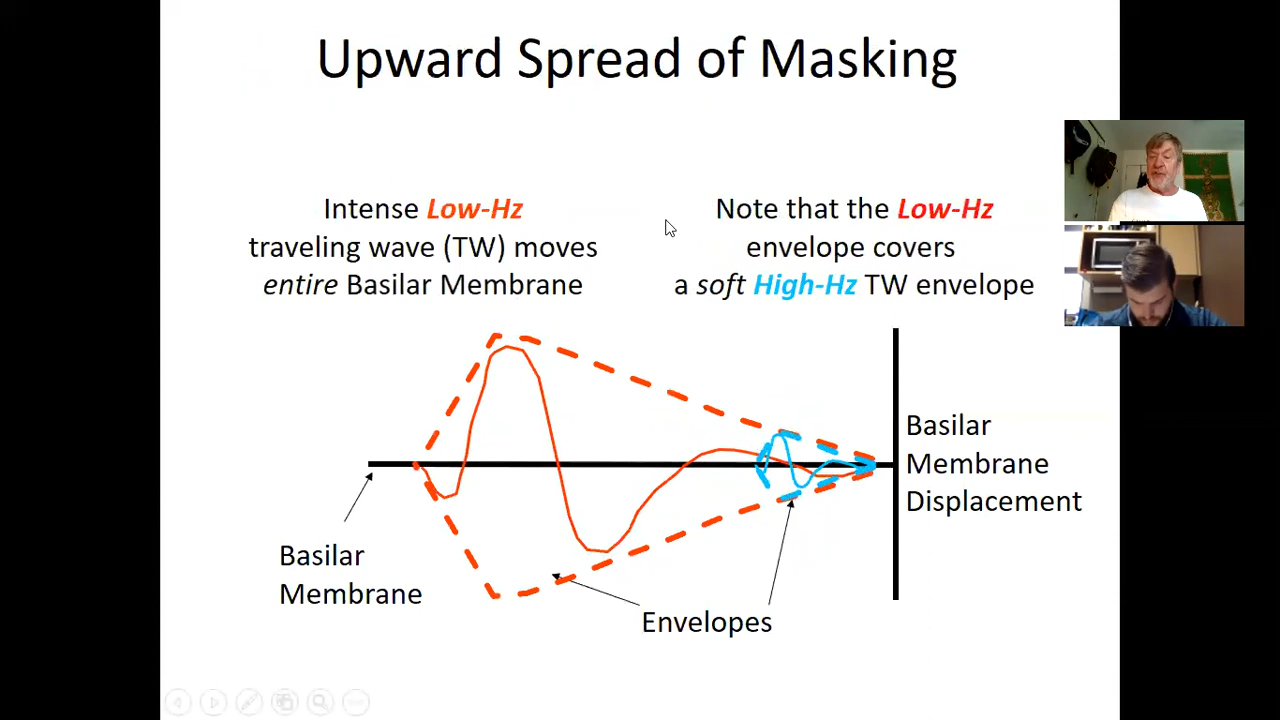 Upward Spread of Masking
Intense Low-Hz
traveling wave (TW) moves
entire Basilar Membrane
Note that the Low-Hz
envelope covers
a soft High-Hz TW envelope
Basilar
Membrane
Displacement
Basilar
Membrane
Envelopes